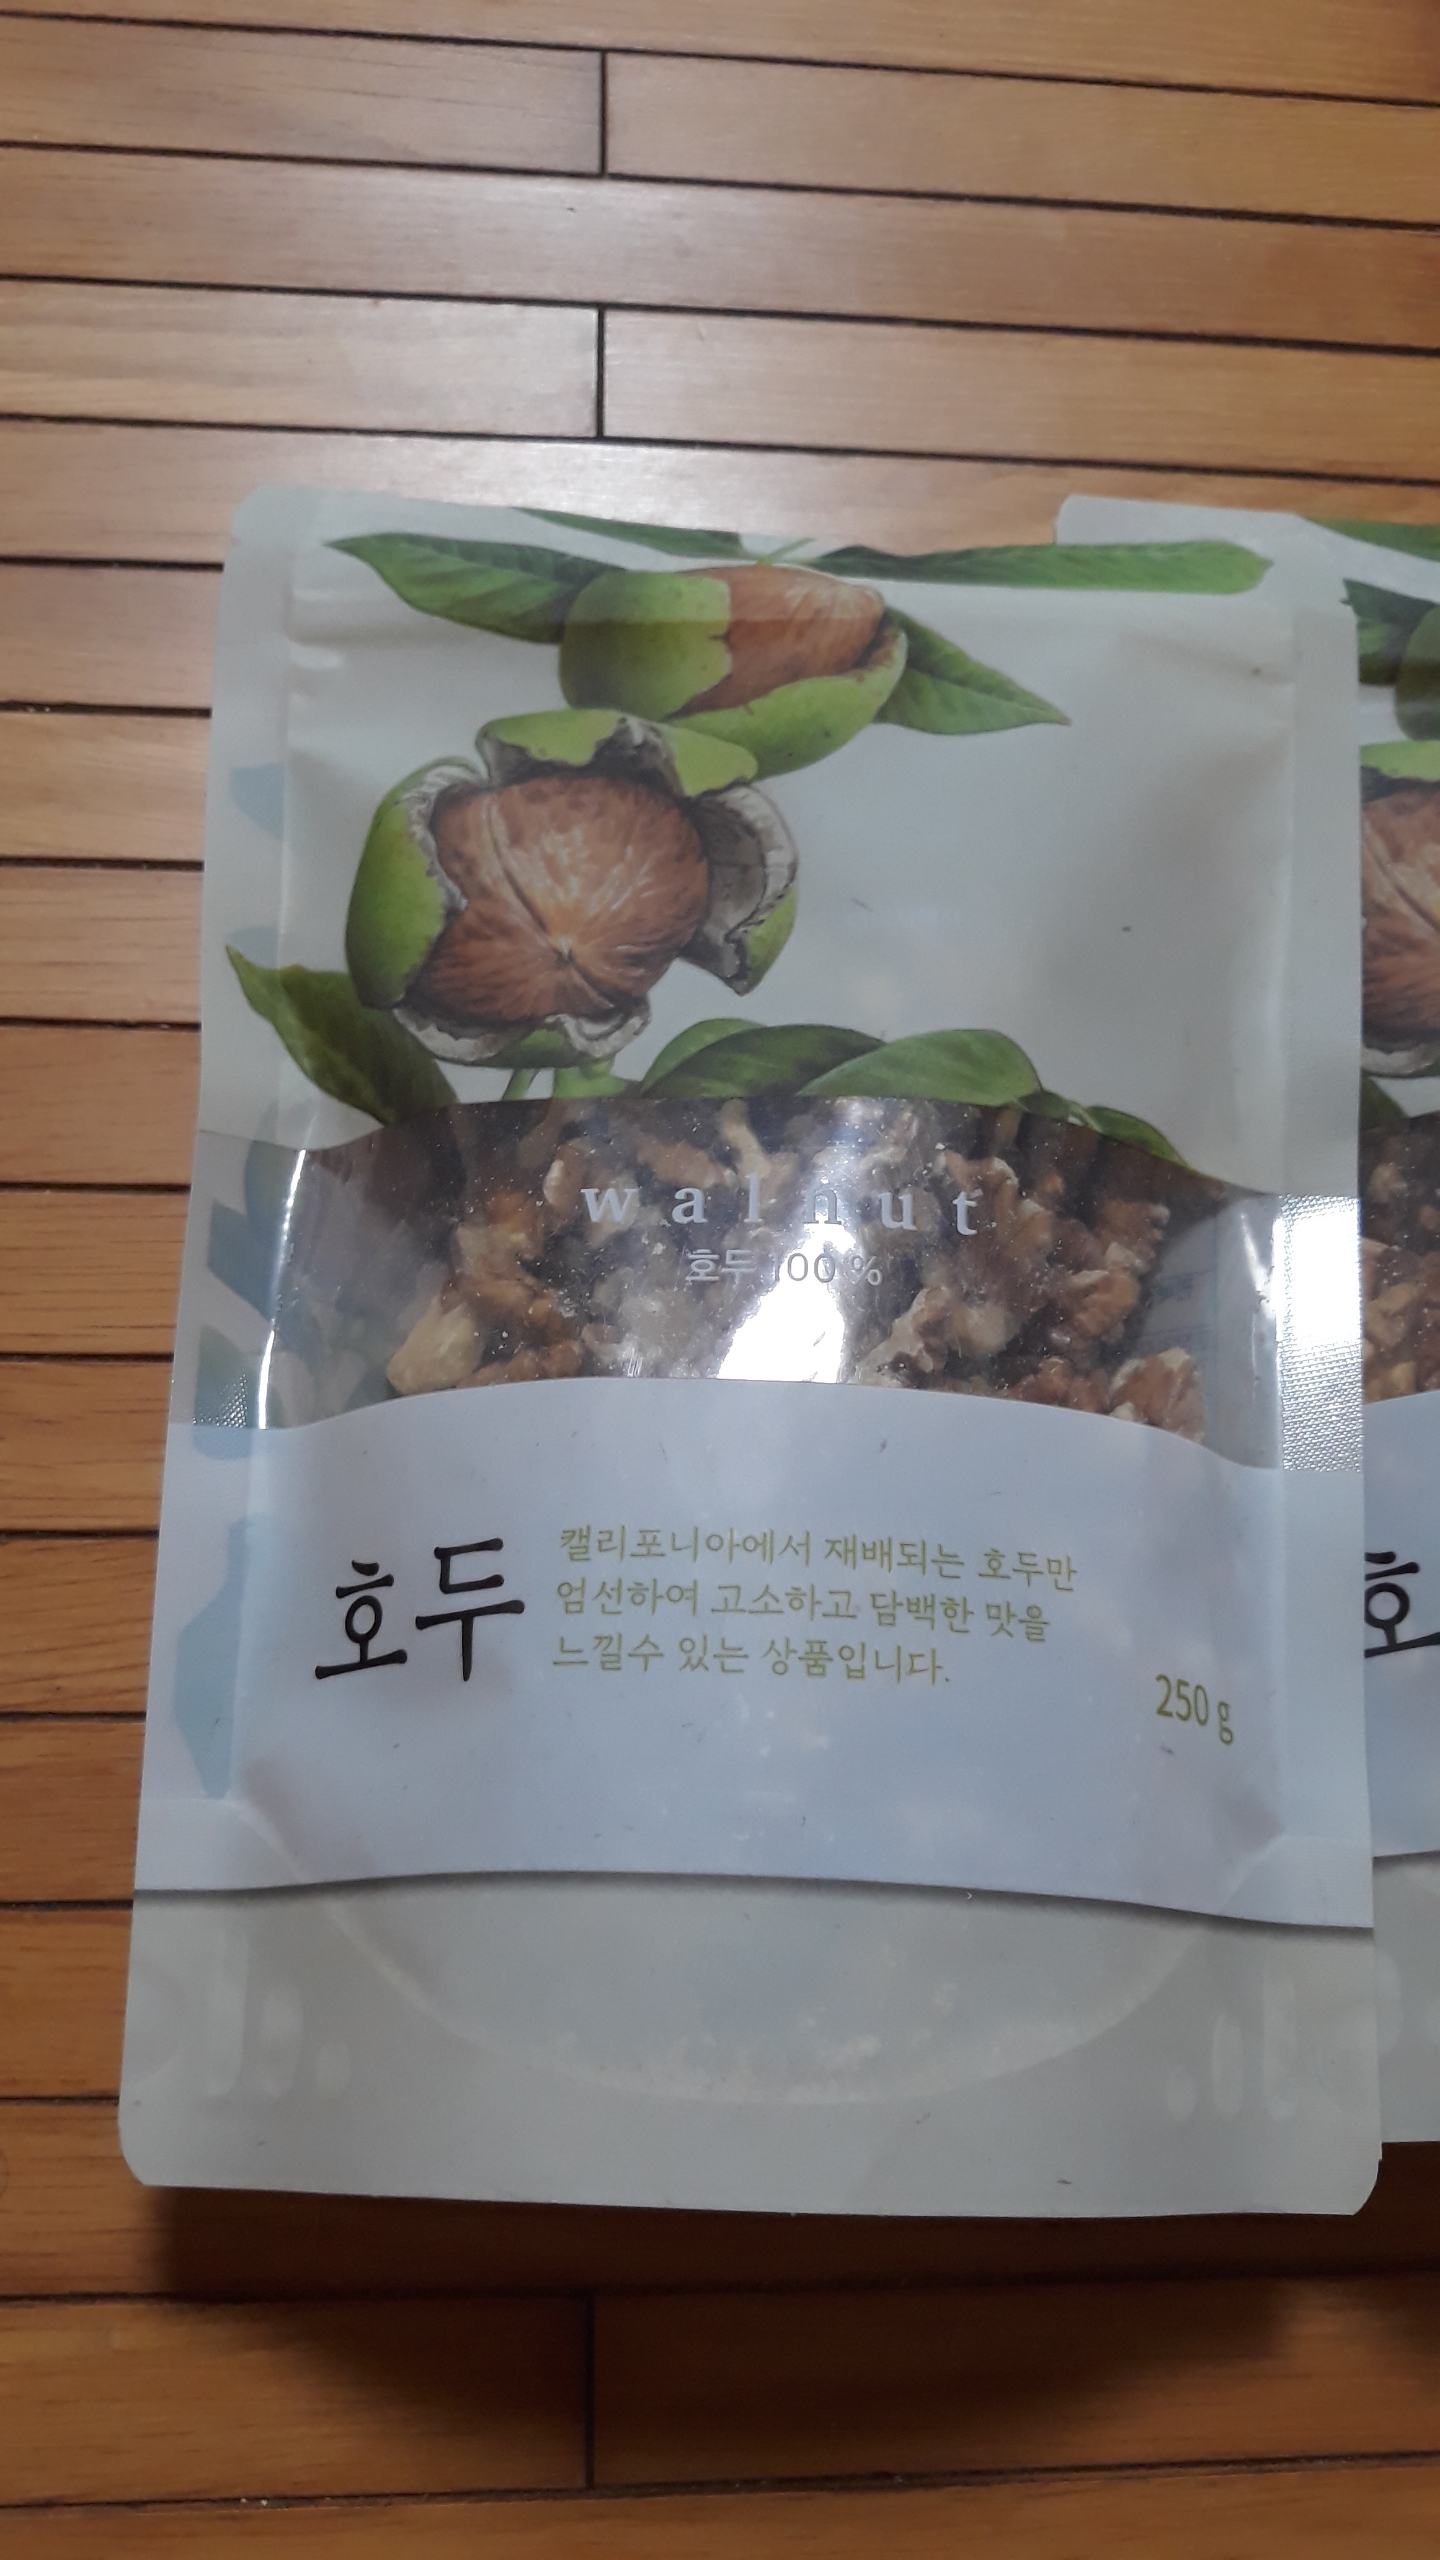 walnut
호두 100 %
호두
캘리포니아에서 재배되는 호두만
엄선하여 고소하고 담백한 맛을
느낄수 있는 상품입니다.
250 g
호